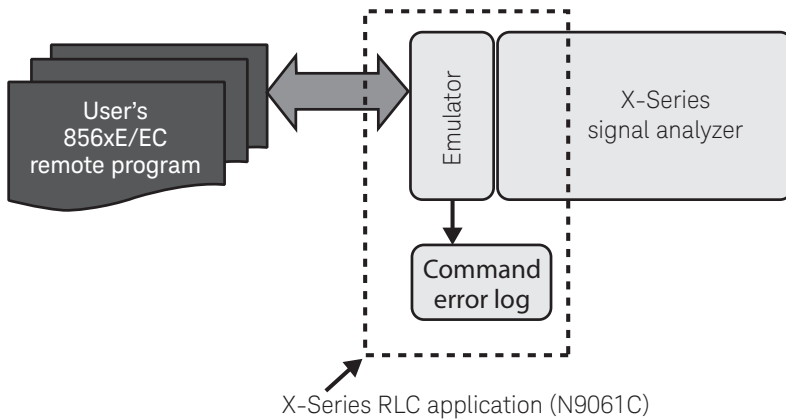 User's
856xE/EC
remote program
Emulator
X-Series
signal analyzer
Command
error log
X-Series RLC application (N9061C)